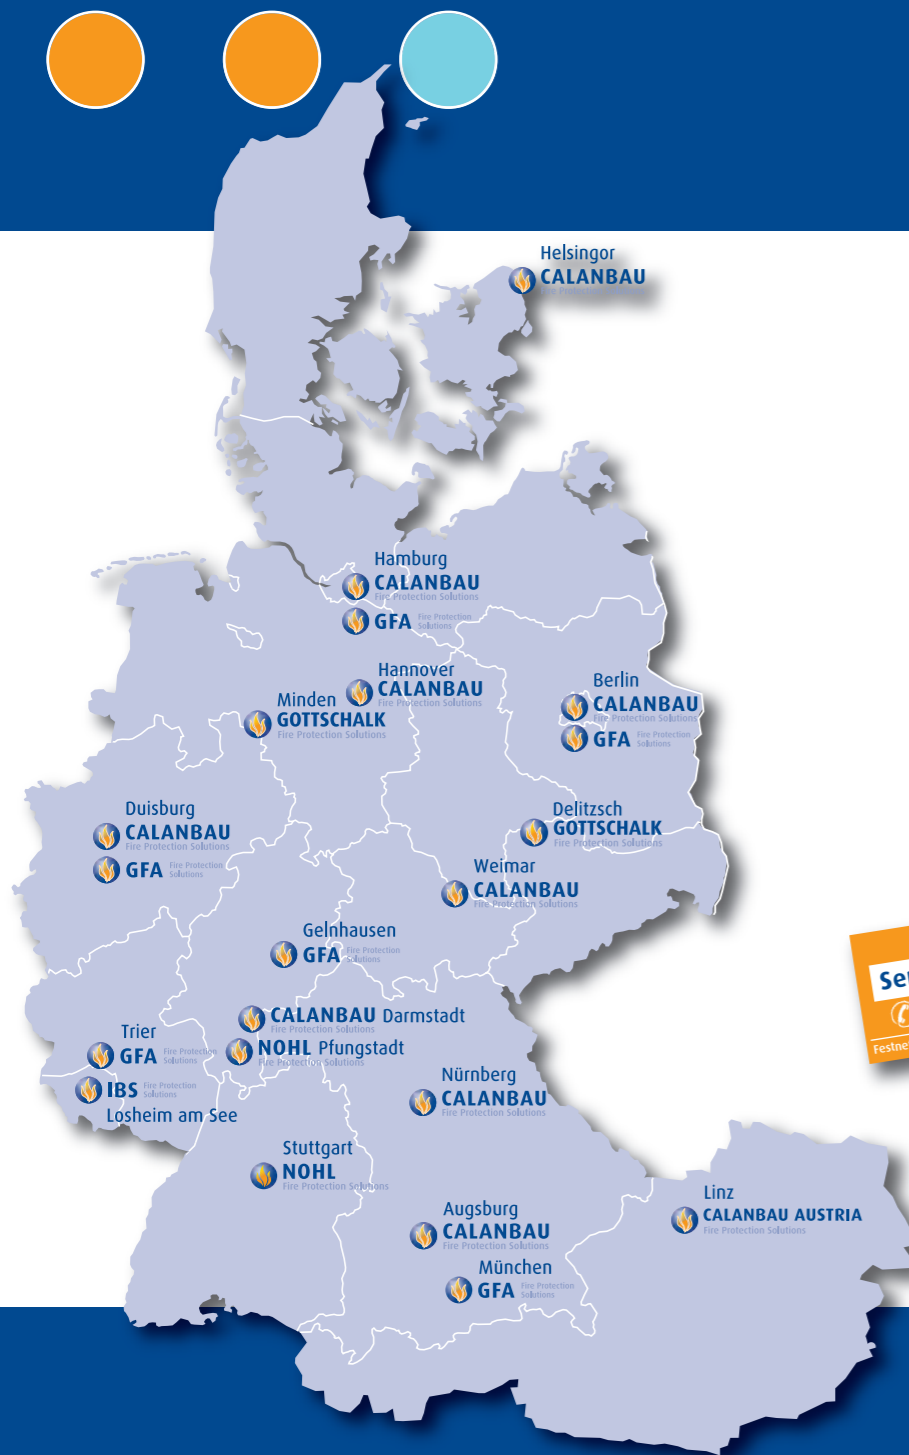 Helsingor
CALANBAU
Fire Protection Solutions
Hamburg
CALANBAU
Fire Protection Solutions
GFA Fire Protection
Solutions
Hannover
CALANBAU
Fire Protection Solutions
Minden
GOTTSCHALK
Fire Protection Solutions
Berlin
CALANBAU
Fire Protection Solutions
GFA Fire Protection
Solutions
Duisburg
CALANBAU
Fire Protection Solutions
GFA Fire Protection
Solutions
Delitzsch
GOTTSCHALK
Fire Protection Solutions
Weimar
CALANBAU
Fire Protection Solutions
Gelnhausen
GFA Fire Protection
Solutions
CALANBAU Darmstadt
Fire Protection Solutions
NOHL Pfungstadt
Fire Protection Solutions
Trier
GFA Fire Protection
Solutions
IBS Fire Protection
Solutions
Losheim am See
Nürnberg
CALANBAU
Fire Protection Solutions
Stuttgart
NOHL
Fire Protection Solutions
Augsburg
CALANBAU
Fire Protection Solutions
München
GFA Fire Protection
Solutions
Linz
CALANBAU AUSTRIA
Fire Protection Solutions